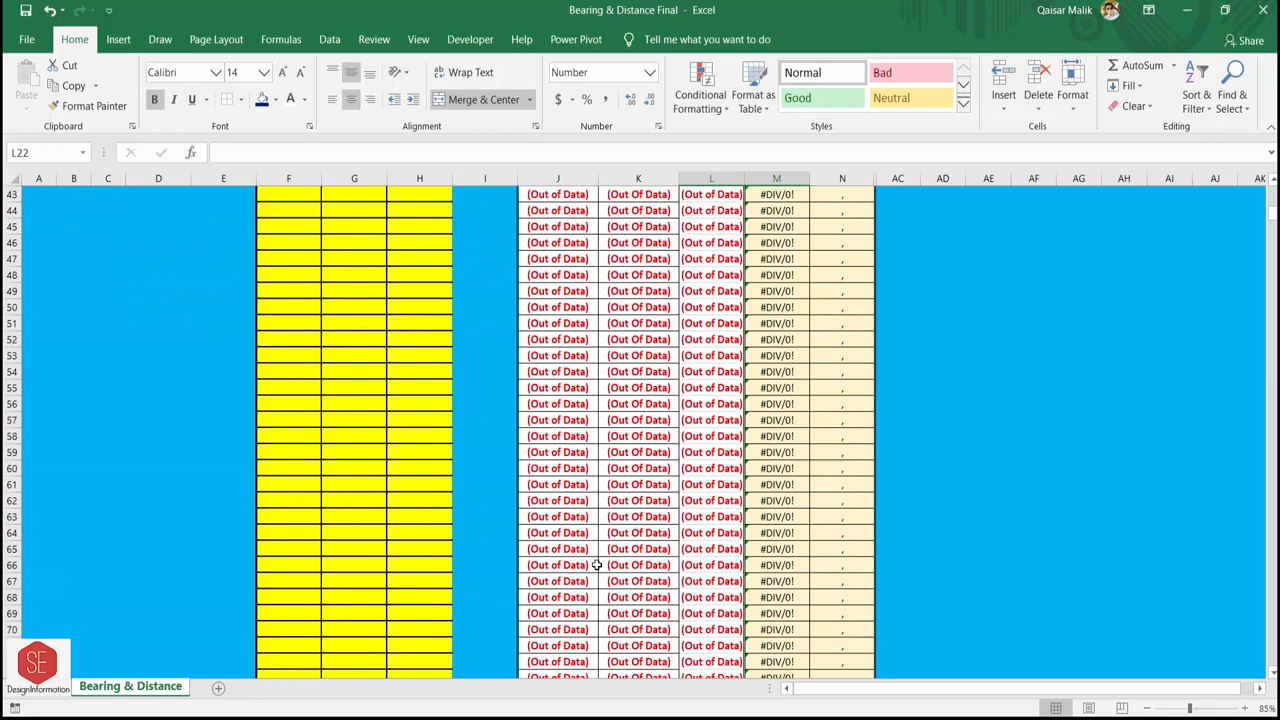 Bearing & Distance Final - Excel
Qaisar Malik
File Home Insert Draw Page Layout Formulas Data Review View Developer Help Power Pivot Tell me what you want to do Share
Paste
Cut
Copy
Format Painter
Clipboard
Calibri 14
B I U A
Font
Wrap Text
Merge & Center
Alignment
Number
$ % ,
Number
Conditional Formatting
Format as Table
Normal Bad
Good Neutral
Styles
Insert Delete Format
Cells
AutoSum
Fill
Clear
Sort & Filter
Find & Select
Editing
L22 fx
A B C D E F G H I J K L M N AC AD AE AF AG AH AI AJ AK
43 (Out of Data) (Out Of Data) (Out of Data) #DIV/0! ,
44 (Out of Data) (Out Of Data) (Out of Data) #DIV/0! ,
45 (Out of Data) (Out Of Data) (Out of Data) #DIV/0! ,
46 (Out of Data) (Out Of Data) (Out of Data) #DIV/0! ,
47 (Out of Data) (Out Of Data) (Out of Data) #DIV/0! ,
48 (Out of Data) (Out Of Data) (Out of Data) #DIV/0! ,
49 (Out of Data) (Out Of Data) (Out of Data) #DIV/0! ,
50 (Out of Data) (Out Of Data) (Out of Data) #DIV/0! ,
51 (Out of Data) (Out Of Data) (Out of Data) #DIV/0! ,
52 (Out of Data) (Out Of Data) (Out of Data) #DIV/0! ,
53 (Out of Data) (Out Of Data) (Out of Data) #DIV/0! ,
54 (Out of Data) (Out Of Data) (Out of Data) #DIV/0! ,
55 (Out of Data) (Out Of Data) (Out of Data) #DIV/0! ,
56 (Out of Data) (Out Of Data) (Out of Data) #DIV/0! ,
57 (Out of Data) (Out Of Data) (Out of Data) #DIV/0! ,
58 (Out of Data) (Out Of Data) (Out of Data) #DIV/0! ,
59 (Out of Data) (Out Of Data) (Out of Data) #DIV/0! ,
60 (Out of Data) (Out Of Data) (Out of Data) #DIV/0! ,
61 (Out of Data) (Out Of Data) (Out of Data) #DIV/0! ,
62 (Out of Data) (Out Of Data) (Out of Data) #DIV/0! ,
63 (Out of Data) (Out Of Data) (Out of Data) #DIV/0! ,
64 (Out of Data) (Out Of Data) (Out of Data) #DIV/0! ,
65 (Out of Data) (Out Of Data) (Out of Data) #DIV/0! ,
66 (Out of Data) (Out Of Data) (Out of Data) #DIV/0! ,
67 (Out of Data) (Out Of Data) (Out of Data) #DIV/0! ,
68 (Out of Data) (Out Of Data) (Out of Data) #DIV/0! ,
69 (Out of Data) (Out Of Data) (Out of Data) #DIV/0! ,
70 (Out of Data) (Out Of Data) (Out of Data) #DIV/0! ,
(Out of Data) (Out Of Data) (Out of Data) #DIV/0! ,
(Out of Data) (Out Of Data) (Out of Data) #DIV/0! ,
(Out of Data) (Out Of Data) (Out of Data) #DIV/0!
SE
DesignInformation
Bearing & Distance
85%